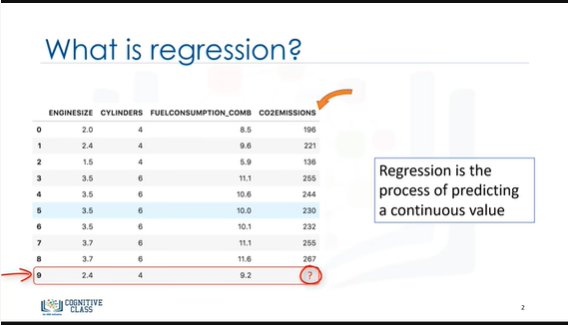 What is regression?
ENGINESIZE CYLINDERS FUELCONSUMPTION_COMB CO2EMISSIONS
0 2.0 4 8.5 196
1 2.4 4 9.6 221
2 1.5 4 5.9 136
3 3.5 6 11.1 255
4 3.5 6 10.6 244
5 3.5 6 10.0 230
6 3.5 6 10.1 232
7 3.7 6 11.1 255
8 3.7 6 11.6 267
9 2.4 4 9.2 ?
Regression is the
process of predicting
a continuous value
COGNITIVE
CLASS
2